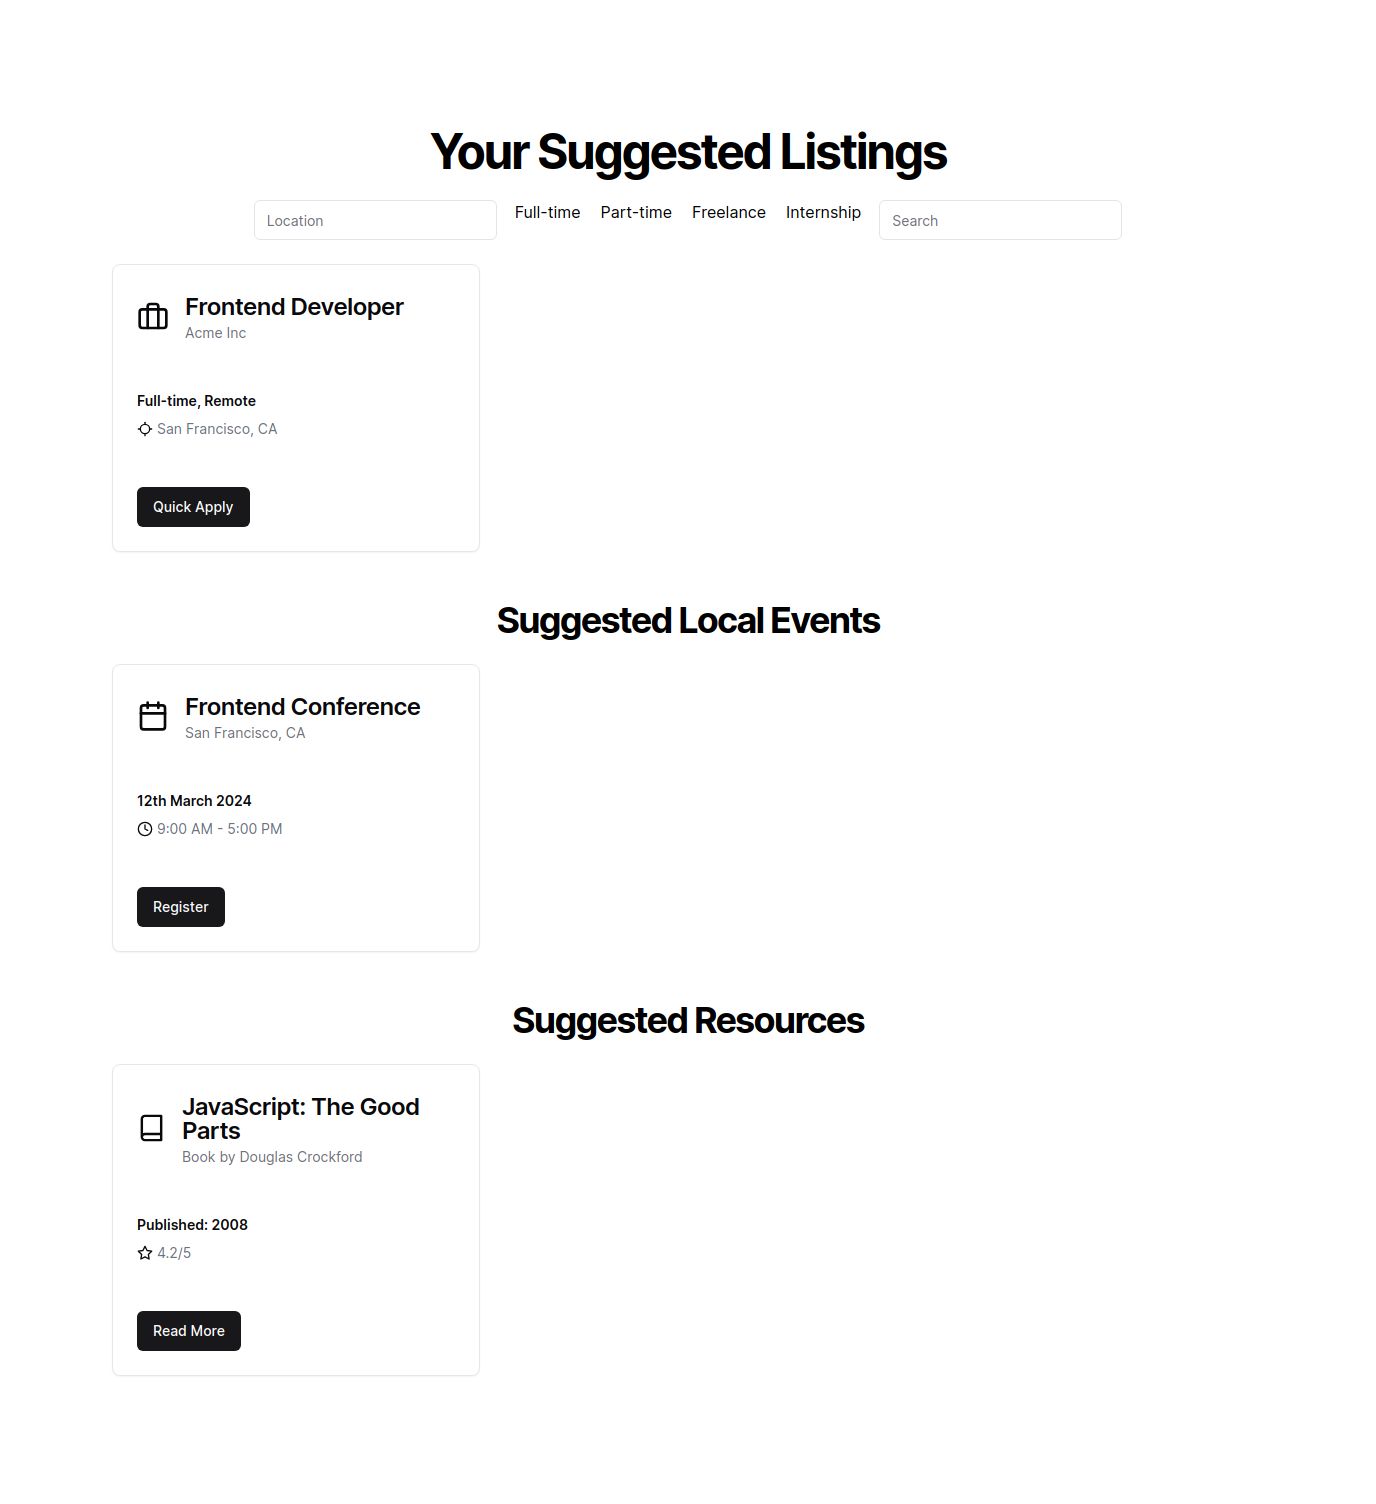 Your Suggested Listings
Location
Full-time
Part-time
Freelance
Internship
Search
Frontend Developer
Acme Inc
Full-time, Remote
San Francisco, CA
Quick Apply
Suggested Local Events
Frontend Conference
San Francisco, CA
12th March 2024
9:00 AM - 5:00 PM
Register
Suggested Resources
JavaScript: The Good
Parts
Book by Douglas Crockford
Published: 2008
4.2/5
Read More